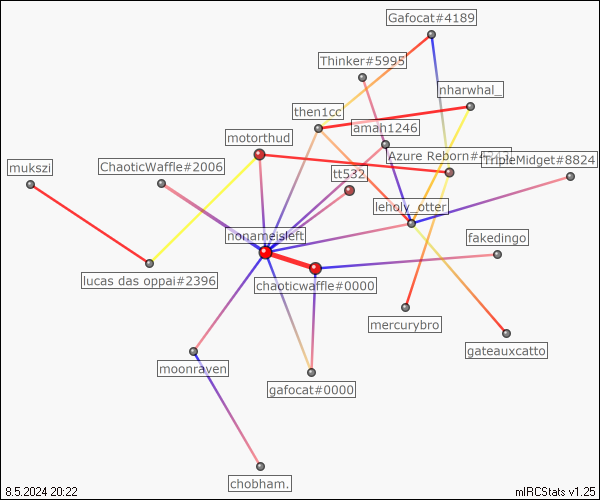 Gafocat#4189
Thinker#5995
nharwhal_
then1cc
amah1246
motorthud
Azure Reborn#
TripleMidget#8824
mukszi
ChaoticWaffle#2006
tt532
leholy_otter
nonameisleft
fakedingo
lucas das oppai#2396
chaoticwaffle#0000
mercurybro
gateauxcatto
moonraven
gafocat#0000
chobham.
8.5.2024 20:22
mIRCStats v1.25